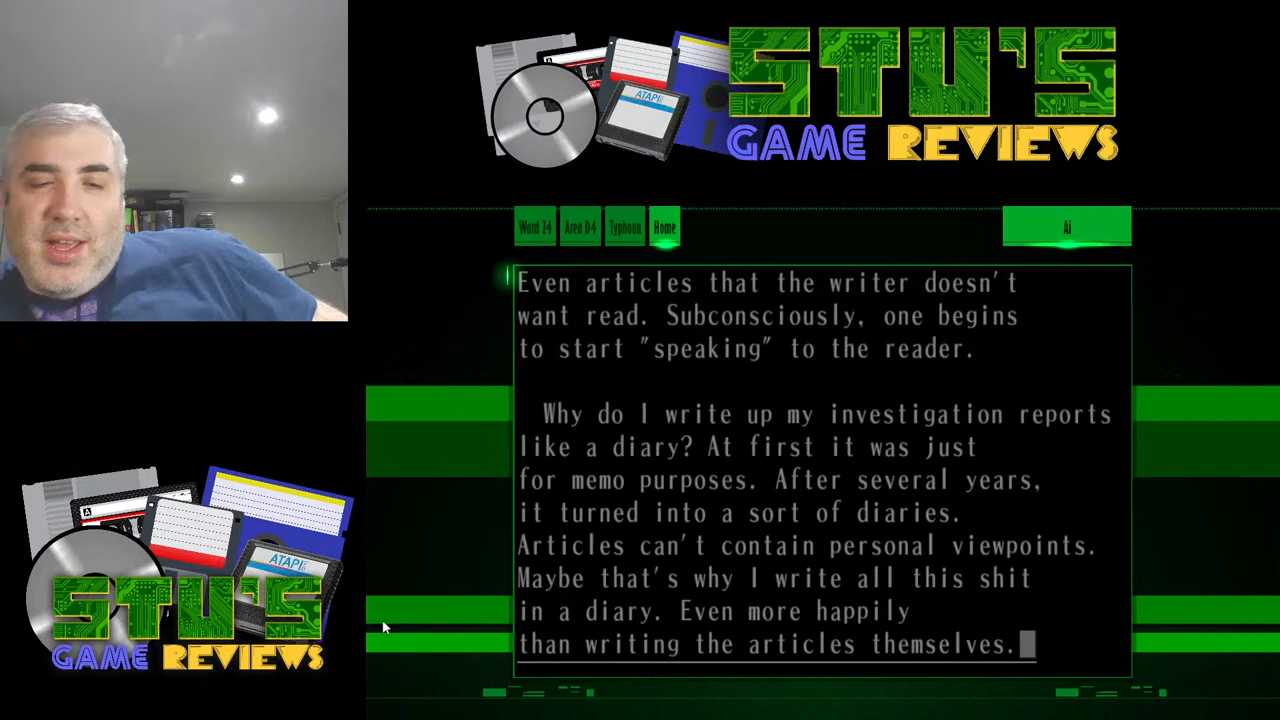 STU'S
GAME REVIEWS
ATARI
A
Ward 24
Area D4
Typhoon
Home
Ai
Even articles that the writer doesn't
want read. Subconsciously, one begins
to start "speaking" to the reader.
Why do I write up my investigation reports
like a diary? At first it was just
for memo purposes. After several years,
it turned into a sort of diaries.
Articles can't contain personal viewpoints.
Maybe that's why I write all this shit
in a diary. Even more happily
than writing the articles themselves.
A
ATARI
STU'S
GAME REVIEWS